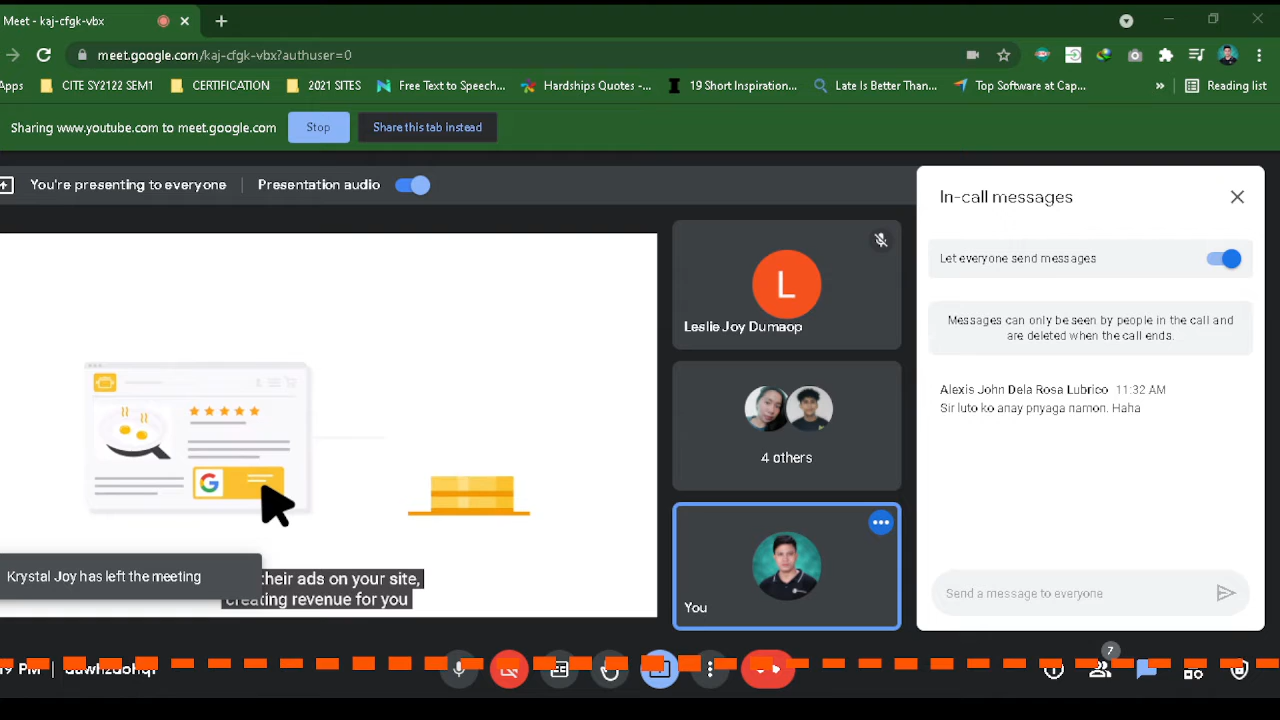 Meet - kaj-cfgk-vbx
meet.google.com/kaj-cfgk-vbx?authuser=0
Apps CITE SY2122 SEM1 CERTIFICATION 2021 SITES Free Text to Speech... Hardships Quotes -... 19 Short Inspiration... Late Is Better Than... Top Software at Cap... » Reading list
Sharing www.youtube.com to meet.google.com Stop Share this tab instead
You're presenting to everyone Presentation audio
In-call messages
Let everyone send messages
Messages can only be seen by people in the call and
are deleted when the call ends.
Alexis John Dela Rosa Lubrico 11:32 AM
Sir luto ko anay pnyaga namon. Haha
Send a message to everyone
L
Leslie Joy Dumaop
4 others
You
G
their ads on your site,
creating revenue for you
Krystal Joy has left the meeting
19 PM
7